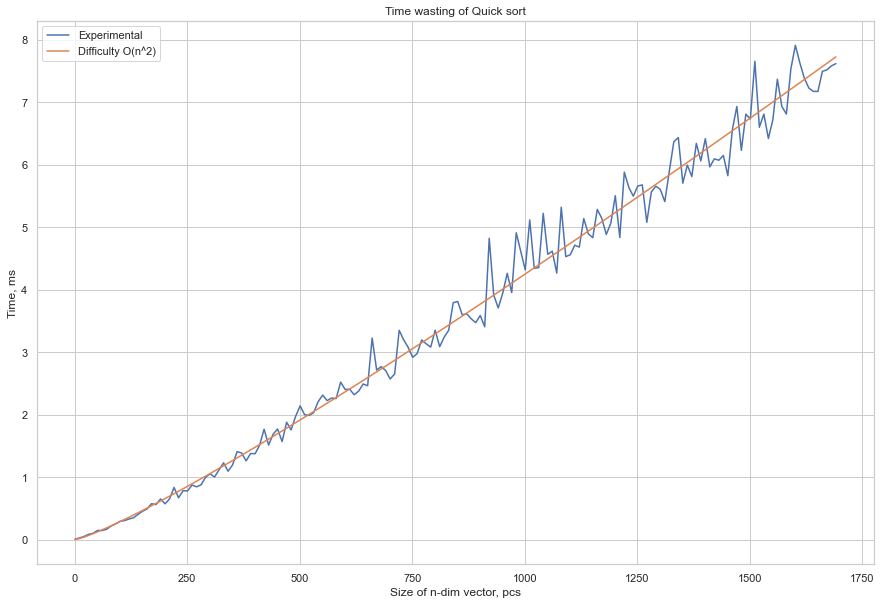 Time wasting of Quick sort
Experimental
Difficulty O(n^2)
8
7
6
5
4
3
2
1
0
Time, ms
0 250 500 750 1000 1250 1500 1750
Size of n-dim vector, pcs